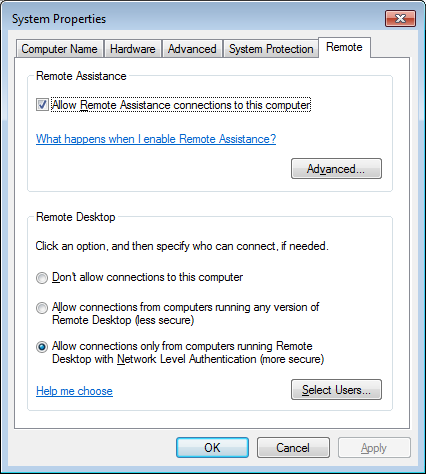 System Properties
Computer Name Hardware Advanced System Protection Remote
Remote Assistance
Allow Remote Assistance connections to this computer
What happens when I enable Remote Assistance?
Advanced...
Remote Desktop
Click an option, and then specify who can connect, if needed.
Don't allow connections to this computer
Allow connections from computers running any version of
Remote Desktop (less secure)
Allow connections only from computers running Remote
Desktop with Network Level Authentication (more secure)
Help me choose
Select Users...
OK Cancel Apply